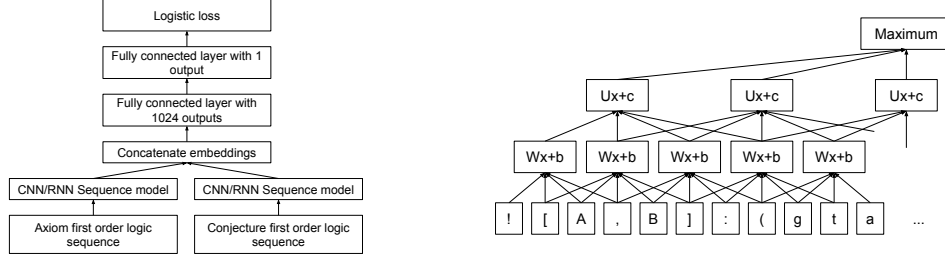 Logistic loss
Fully connected layer with 1
output
Fully connected layer with
1024 outputs
Concatenate embeddings
CNN/RNN Sequence model
CNN/RNN Sequence model
Axiom first order logic
sequence
Conjecture first order logic
sequence
Maximum
Ux+c
Ux+c
Ux+c
Wx+b
Wx+b
Wx+b
Wx+b
Wx+b
! [ A , B ] : ( g t a ...